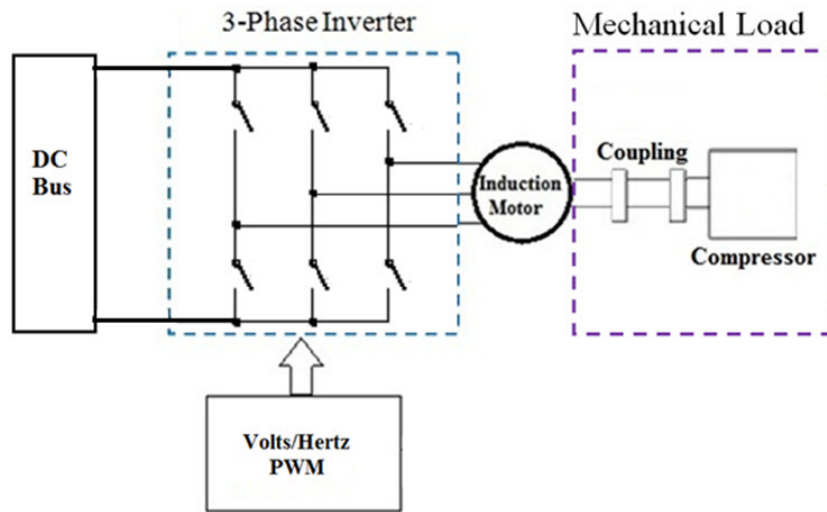 3-Phase Inverter
Mechanical Load
DC
Bus
Induction
Motor
Coupling
Compressor
Volts/Hertz
PWM